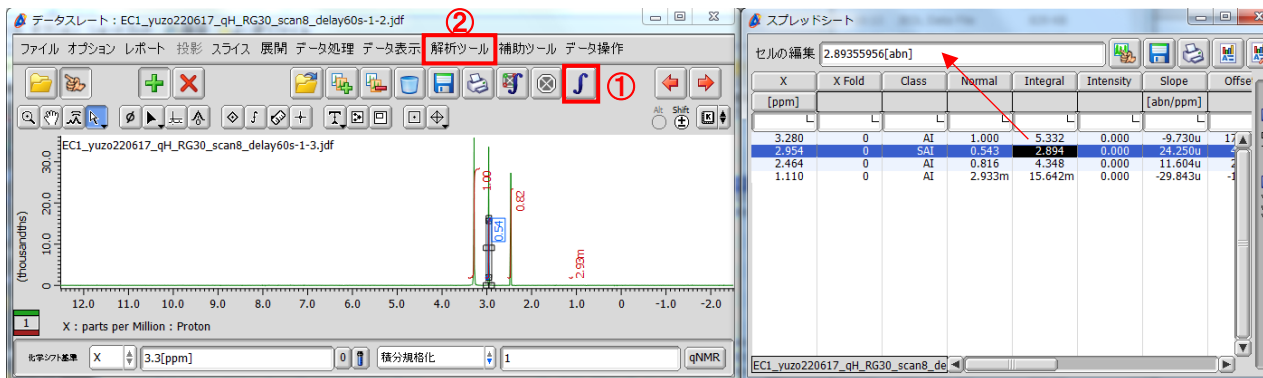 データスレート : EC1_yuzo220617_qH_RG30_scan8_delay60s-1-2.jdf
②
ファイル オプション レポート 投影 スライス 展開 データ処理 データ表示 解析ツール 補助ツール データ操作
①
Alt Shift
EC1_yuzo220617_qH_RG30_scan8_delay60s-1-3.jdf
(thousandths)
0 10.0 20.0 30.0
1.00
0.54
0.82
2.93m
12.0 11.0 10.0 9.0 8.0 7.0 6.0 5.0 4.0 3.0 2.0 1.0 0 -1.0 -2.0
1
X : parts per Million : Proton
化学シフト基準 X 3.3[ppm] 0 積分規格化 1 qNMR
スプレッドシート
セルの編集 2.89355956[abn]
X X Fold Class Normal Integral Intensity Slope Offse
[ppm] [abn/ppm]
3.280 0 AI 1.000 5.332 0.000 -9.730u 17
2.954 0 SAI 0.543 2.894 0.000 24.250u
2.464 0 AI 0.816 4.348 0.000 11.604u
1.110 0 AI 2.933m 15.642m 0.000 -29.843u -1
EC1_yuzo220617_qH_RG30_scan8_de